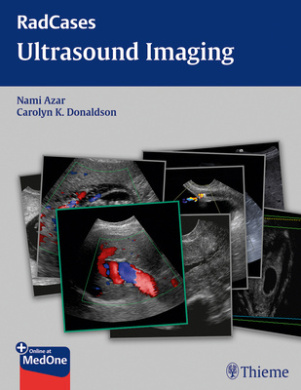 RadCases
Ultrasound Imaging
Nami Azar
Carolyn K. Donaldson
+ Online at
MedOne
Thieme